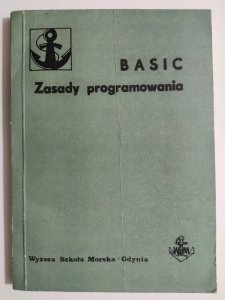 BASIC
Zasady programowania
Wyższa Szkoła Morska · Gdynia